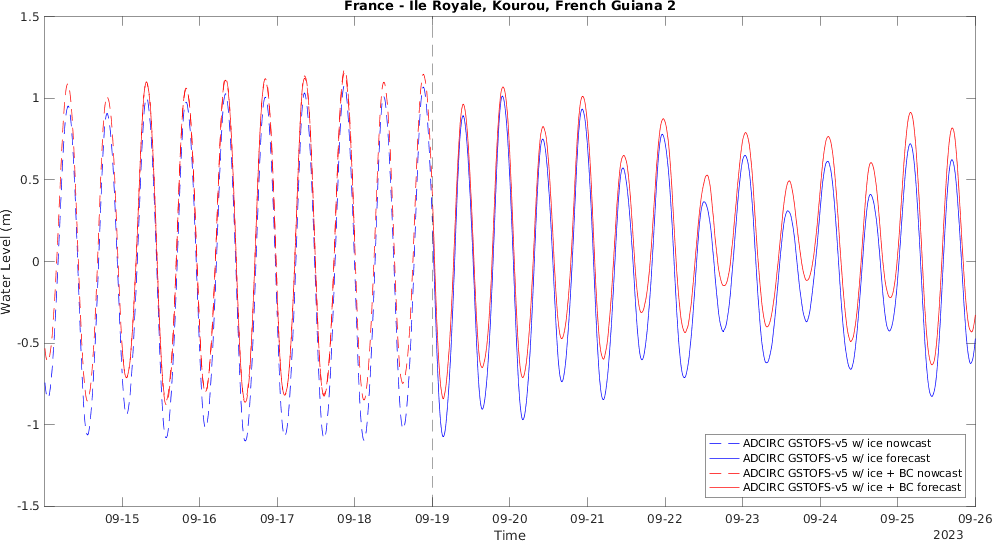 France - Ile Royale, Kourou, French Guiana 2
1.5
1
0.5
0
-0.5
-1
-1.5
Water Level (m)
ADCIRC GSTOFS-v5 w/ ice nowcast
ADCIRC GSTOFS-v5 w/ ice forecast
ADCIRC GSTOFS-v5 w/ ice + BC nowcast
ADCIRC GSTOFS-v5 w/ ice + BC forecast
09-15 09-16 09-17 09-18 09-19 09-20 09-21 09-22 09-23 09-24 09-25 09-26
Time
2023